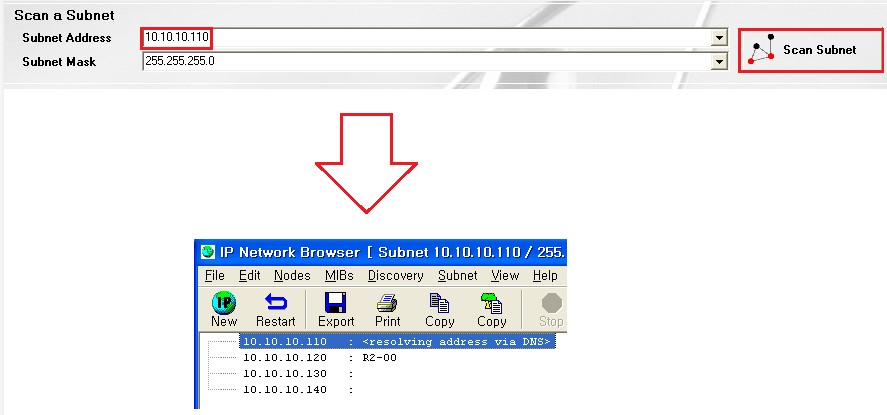 Scan a Subnet
Subnet Address 10.10.10.110
Subnet Mask 255.255.255.0
Scan Subnet
IP Network Browser [ Subnet 10.10.10.110 / 255.
File Edit Nodes MIBs Discovery Subnet View Help
IP
New Restart Export Print Copy Copy Stop
10.10.10.110 : <resolving address via DNS>
10.10.10.120 : R2-00
10.10.10.130 :
10.10.10.140 :